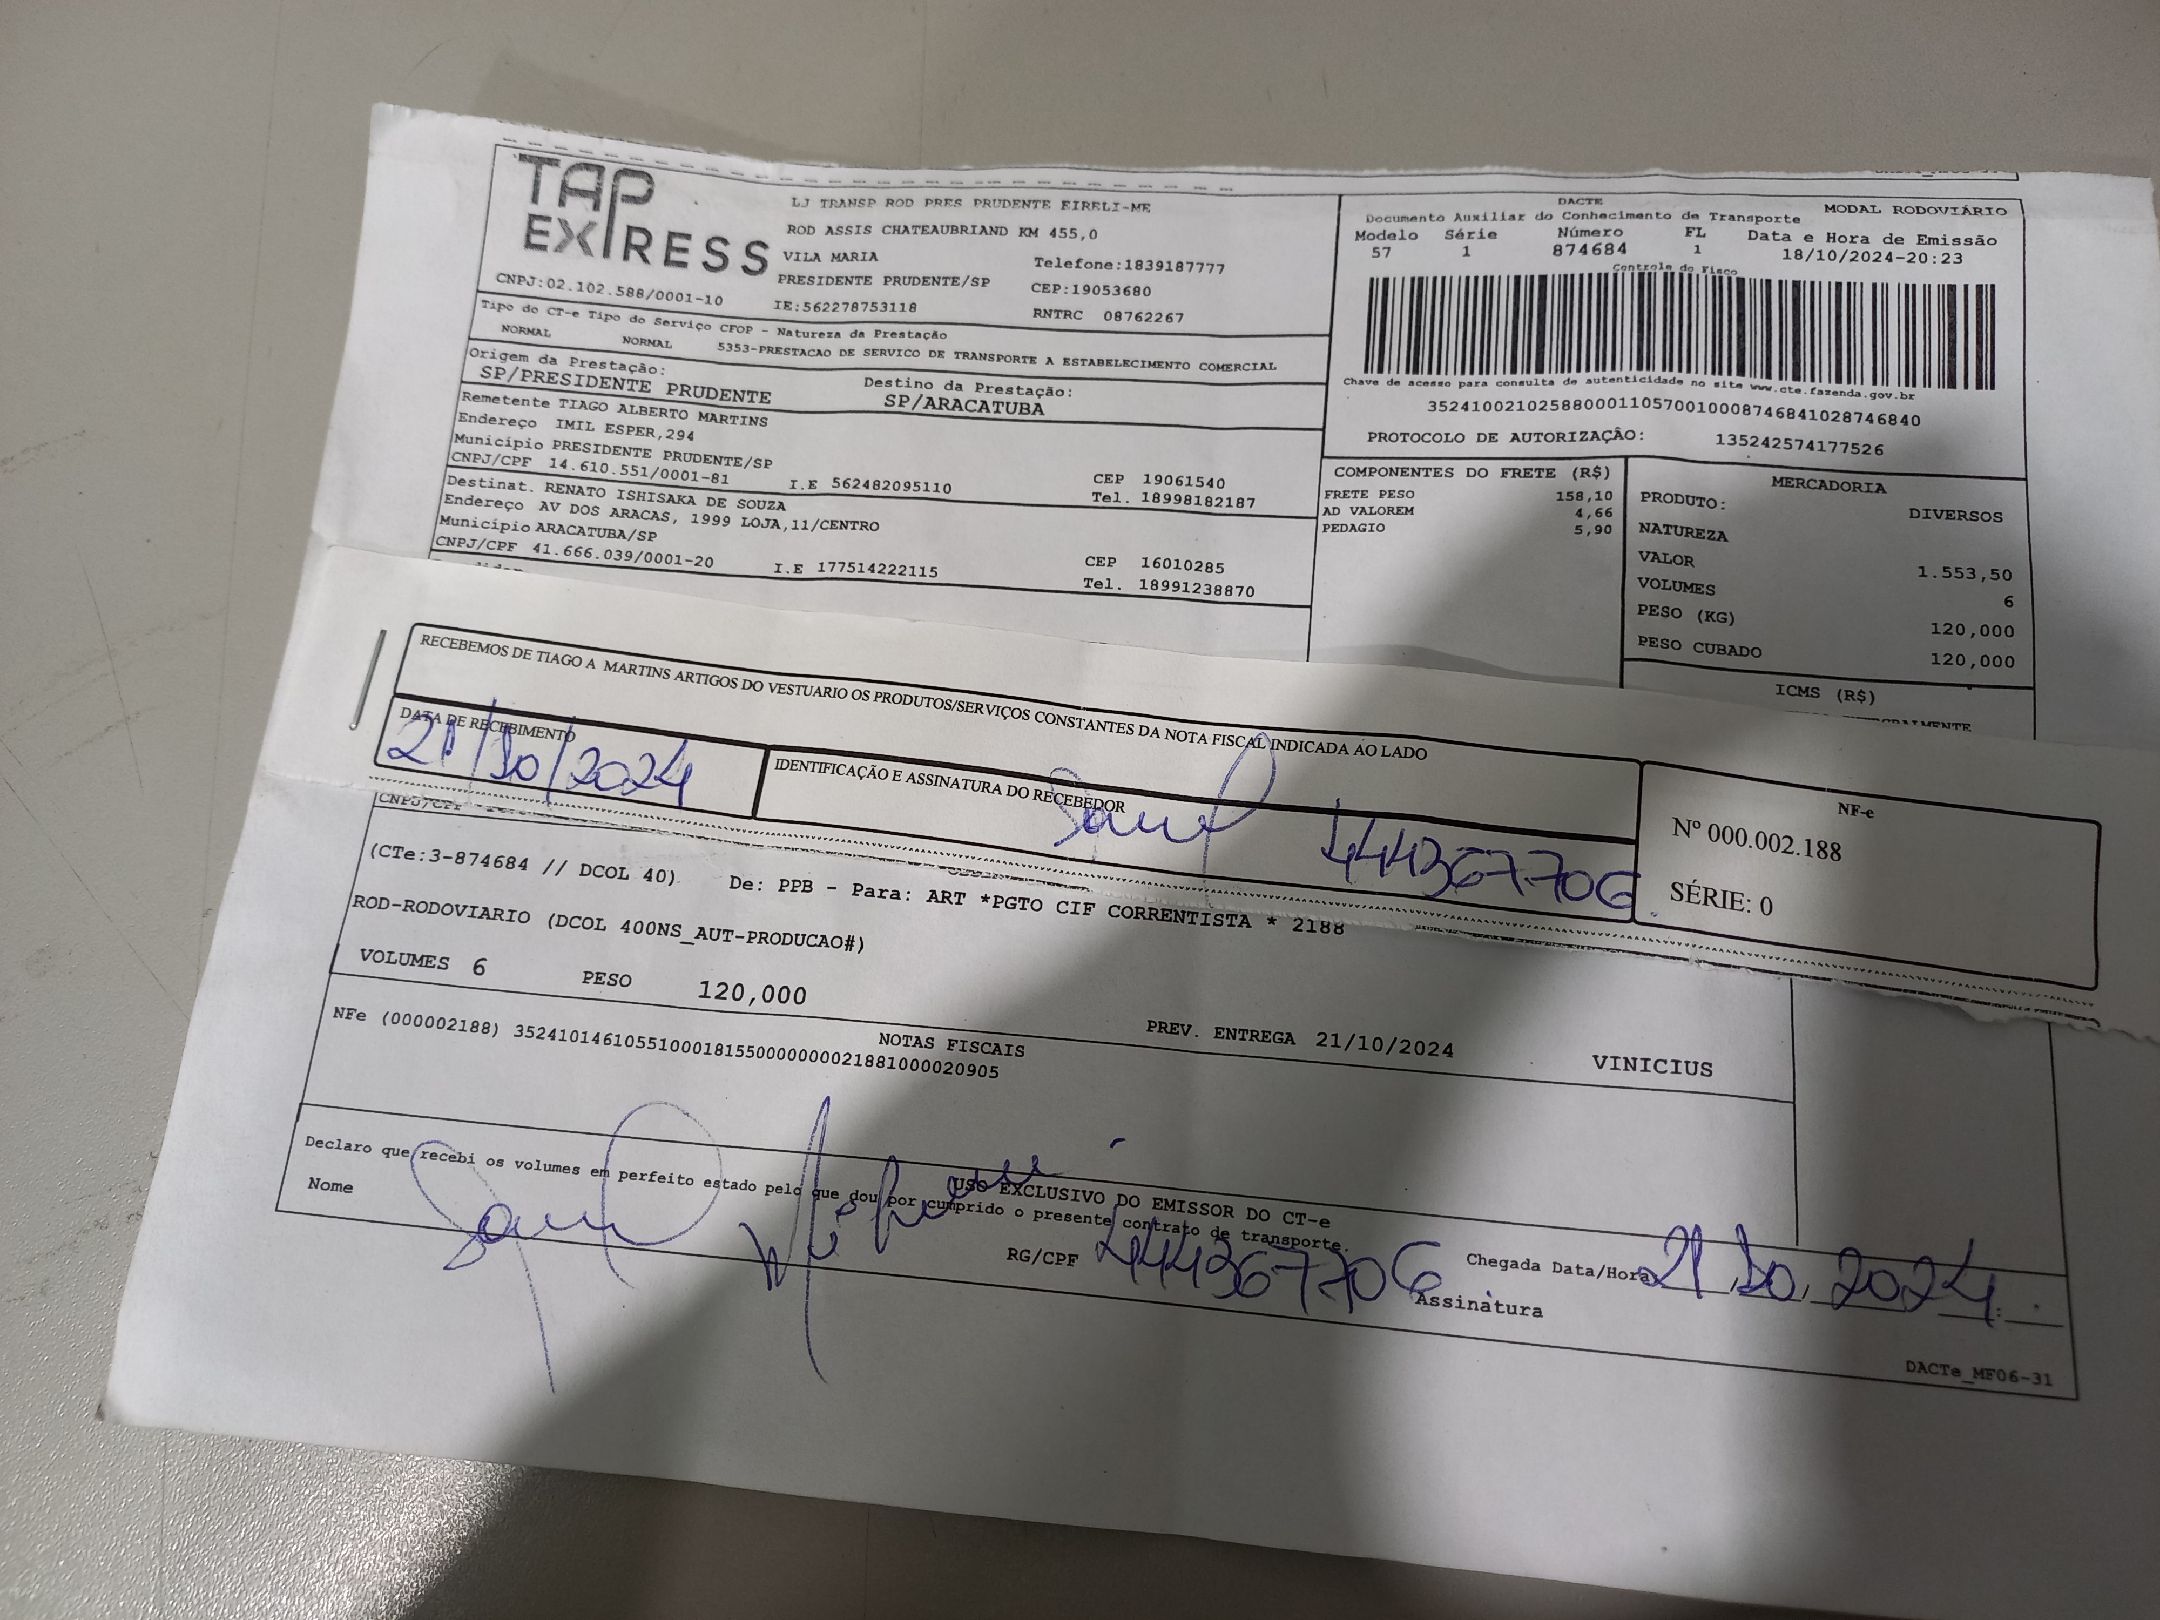 TAP EXPRESS
CNPJ:02.102.588/0001-10
LJ TRANSP ROD PRES PRUDENTE EIRELI-ME
ROD ASSIS CHATEAUBRIAND KM 455,0
VILA MARIA Telefone:1839187777
PRESIDENTE PRUDENTE/SP CEP:19053680
IE:562278753118 RNTRC 08762267
DACTE MODAL RODOVIÁRIO
Documento Auxiliar do Conhecimento de Transporte
Modelo Série Número FL Data e Hora de Emissão
57 1 874684 1 18/10/2024-20:23
Controle do Fisco
Chave de acesso para consulta de autenticidade no site www.cte.fazenda.gov.br
35241002102588000110570010008746841028746840
PROTOCOLO DE AUTORIZAÇÃO: 135242574177526
Tipo do CT-e Tipo do Serviço CFOP - Natureza da Prestação
NORMAL NORMAL 5353-PRESTACAO DE SERVICO DE TRANSPORTE A ESTABELECIMENTO COMERCIAL
Origem da Prestação: Destino da Prestação:
SP/PRESIDENTE PRUDENTE SP/ARACATUBA
Remetente TIAGO ALBERTO MARTINS
Endereço IMIL ESPER,294
Município PRESIDENTE PRUDENTE/SP CEP 19061540
CNPJ/CPF 14.610.551/0001-81 I.E 562482095110 Tel. 18998182187
Destinat. RENATO ISHISAKA DE SOUZA
Endereço AV DOS ARACAS, 1999 LOJA,11/CENTRO
Município ARACATUBA/SP CEP 16010285
CNPJ/CPF 41.666.039/0001-20 I.E 177514222115 Tel. 18991238870
COMPONENTES DO FRETE (R$)
FRETE PESO 158,10
AD VALOREM 4,66
PEDAGIO 5,90
MERCADORIA
PRODUTO: DIVERSOS
NATUREZA
VALOR 1.553,50
VOLUMES 6
PESO (KG) 120,000
PESO CUBADO 120,000
ICMS (R$)
RECEBEMOS DE TIAGO A MARTINS ARTIGOS DO VESTUARIO OS PRODUTOS/SERVIÇOS CONSTANTES DA NOTA FISCAL INDICADA AO LADO
DATA DE RECEBIMENTO
21/10/2024
IDENTIFICAÇÃO E ASSINATURA DO RECEBEDOR
444367706
NF-e
Nº 000.002.188
SÉRIE: 0
CNPJ/CPF
(CTe:3-874684 // DCOL 40) De: PPB - Para: ART *PGTO CIF CORRENTISTA * 2188
ROD-RODOVIARIO (DCOL 400NS_AUT-PRODUCAO#)
VOLUMES 6 PESO 120,000 PREV. ENTREGA 21/10/2024 VINICIUS
NOTAS FISCAIS
NFe (000002188) 35241014610551000181550000000021881000020905
USO EXCLUSIVO DO EMISSOR DO CT-e
Declaro que recebi os volumes em perfeito estado pelo que dou por cumprido o presente contrato de transporte.
Nome RG/CPF 444367706 Chegada Data/Hora 21 10 2024
Assinatura
DACTe_MF06-31